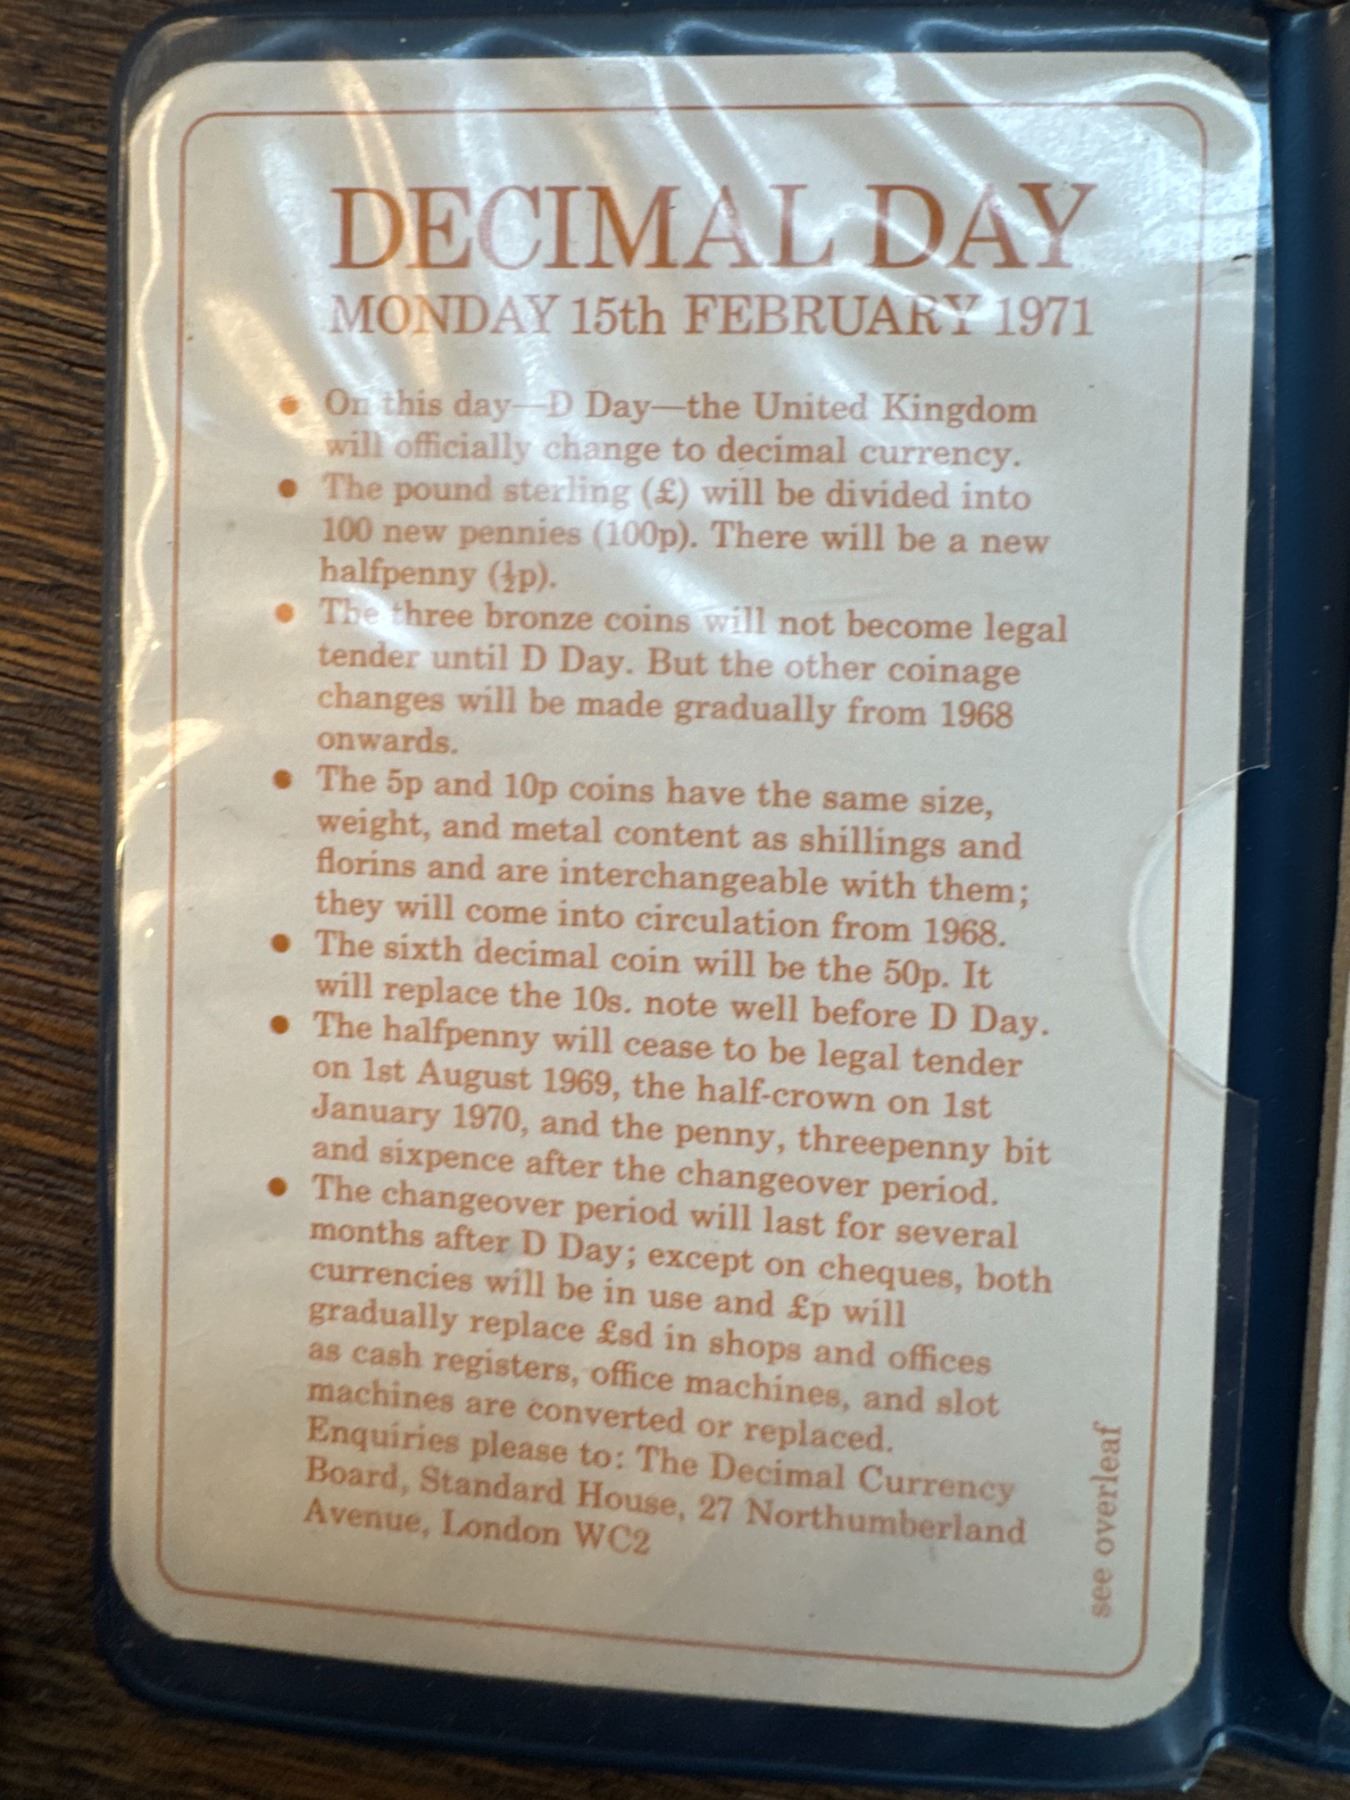 DECIMAL DAY
MONDAY 15th FEBRUARY 1971
• On this day—D Day—the United Kingdom
will officially change to decimal currency.
• The pound sterling (£) will be divided into
100 new pennies (100p). There will be a new
halfpenny (½p).
• The three bronze coins will not become legal
tender until D Day. But the other coinage
changes will be made gradually from 1968
onwards.
• The 5p and 10p coins have the same size,
weight, and metal content as shillings and
florins and are interchangeable with them;
they will come into circulation from 1968.
• The sixth decimal coin will be the 50p. It
will replace the 10s. note well before D Day.
• The halfpenny will cease to be legal tender
on 1st August 1969, the half-crown on 1st
January 1970, and the penny, threepenny bit
and sixpence after the changeover period.
• The changeover period will last for several
months after D Day; except on cheques, both
currencies will be in use and £p will
gradually replace £sd in shops and offices
as cash registers, office machines, and slot
machines are converted or replaced.
Enquiries please to: The Decimal Currency
Board, Standard House, 27 Northumberland
Avenue, London WC2
see overleaf